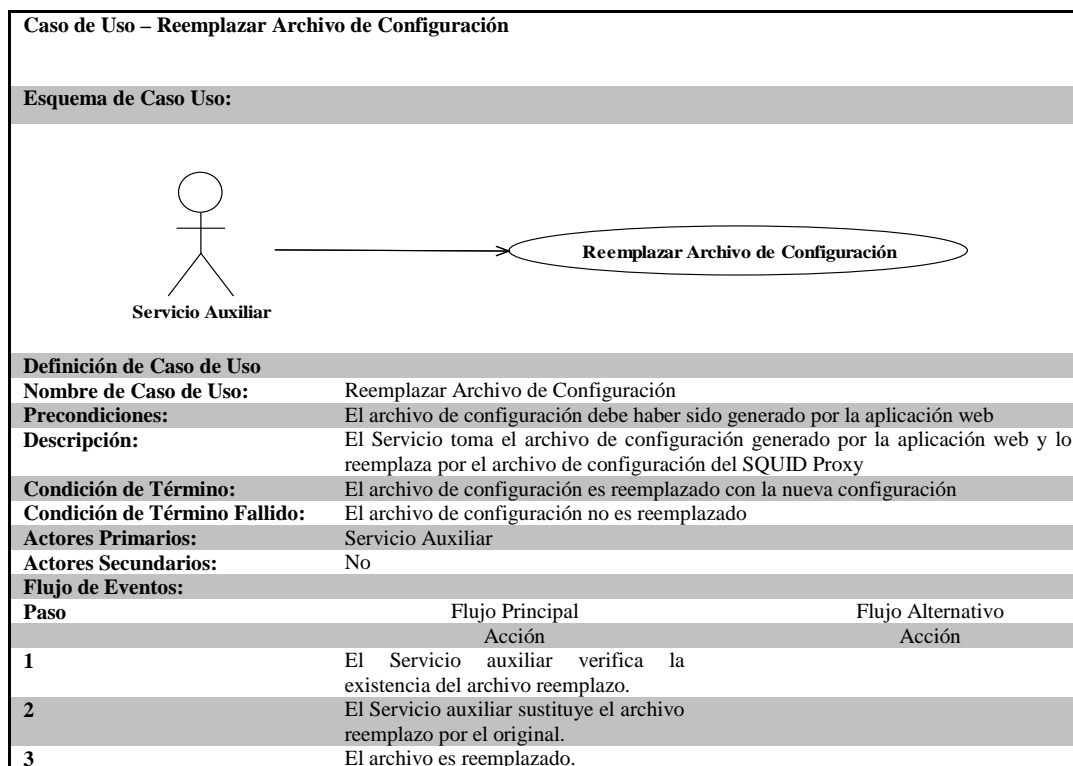 Caso de Uso – Reemplazar Archivo de Configuración
Esquema de Caso Uso:
Reemplazar Archivo de Configuración
Servicio Auxiliar
Definición de Caso de Uso
Nombre de Caso de Uso: Reemplazar Archivo de Configuración
Precondiciones: El archivo de configuración debe haber sido generado por la aplicación web
Descripción: El Servicio toma el archivo de configuración generado por la aplicación web y lo
reemplaza por el archivo de configuración del SQUID Proxy
Condición de Término: El archivo de configuración es reemplazado con la nueva configuración
Condición de Término Fallido: El archivo de configuración no es reemplazado
Actores Primarios: Servicio Auxiliar
Actores Secundarios: No
Flujo de Eventos:
Paso Flujo Principal Flujo Alternativo
Acción Acción
1 El Servicio auxiliar verifica la
existencia del archivo reemplazo.
2 El Servicio auxiliar sustituye el archivo
reemplazo por el original.
3 El archivo es reemplazado.